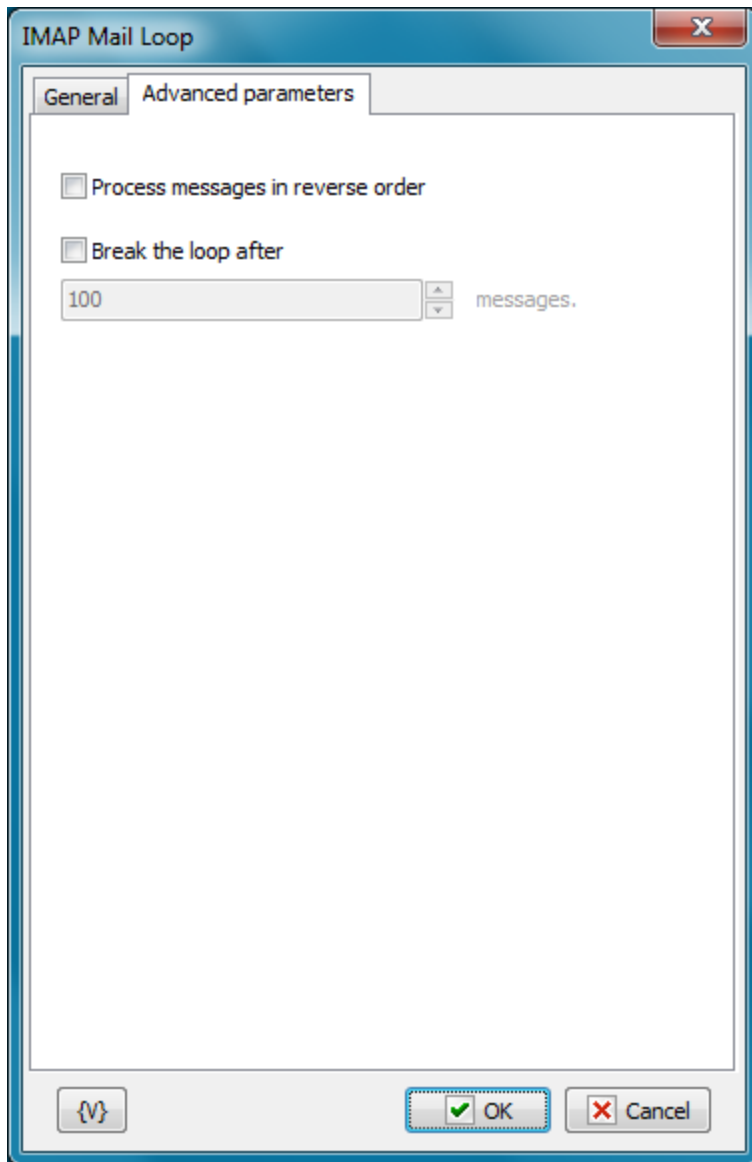 IMAP Mail Loop
General Advanced parameters
Process messages in reverse order
Break the loop after
100 messages.
{V} OK Cancel